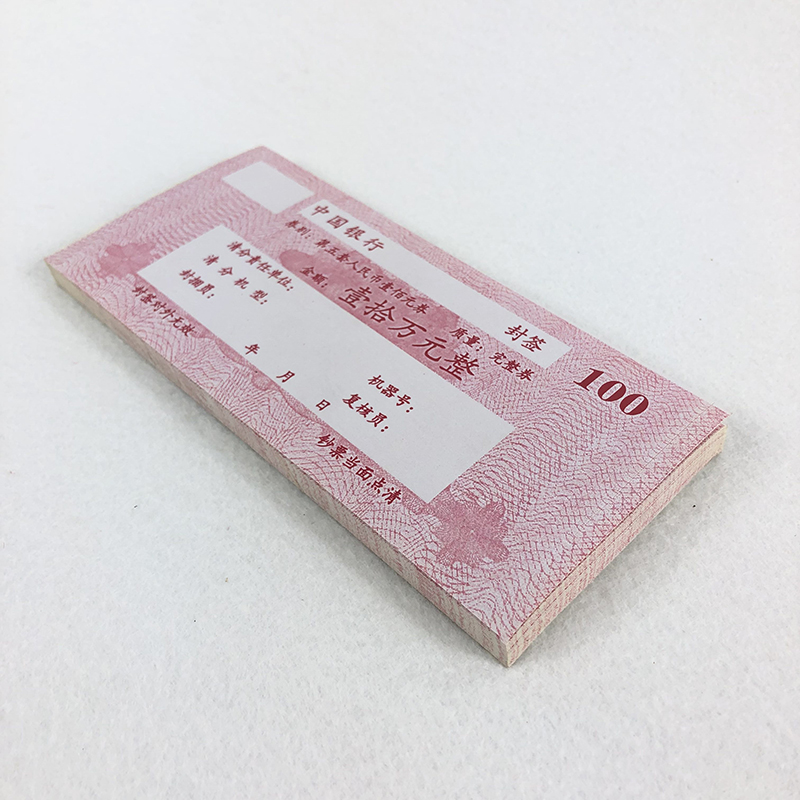 中国银行 封签
券别：第五套人民币壹佰元券 质量：完整券
金额：壹拾万元整
100
清分责任单位：
清分机型： 机器号：
封捆员： 复核员：
年 月 日
封签对外无效 钞票当面点清